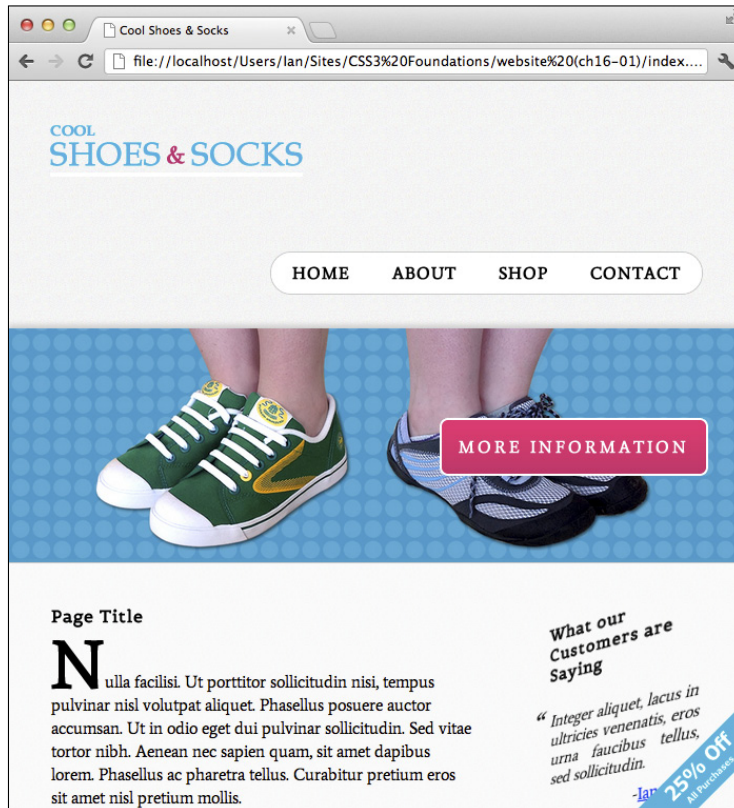 Cool Shoes & Socks
file://localhost/Users/Ian/Sites/CSS3%20Foundations/website%20(ch16-01)/index....
COOL
SHOES & SOCKS
HOME ABOUT SHOP CONTACT
MORE INFORMATION
Page Title
Nulla facilisi. Ut porttitor sollicitudin nisi, tempus
pulvinar nisl volutpat aliquet. Phasellus posuere auctor
accumsan. Ut in odio eget dui pulvinar sollicitudin. Sed vitae
tortor nibh. Aenean nec sapien quam, sit amet dapibus
lorem. Phasellus ac pharetra tellus. Curabitur pretium eros
sit amet nisl pretium mollis.
What our
Customers are
Saying
“ Integer aliquet, lacus in
ultricies venenatis, eros
urna faucibus tellus,
sed sollicitudin.
-Ian
25% Off
All Purchases